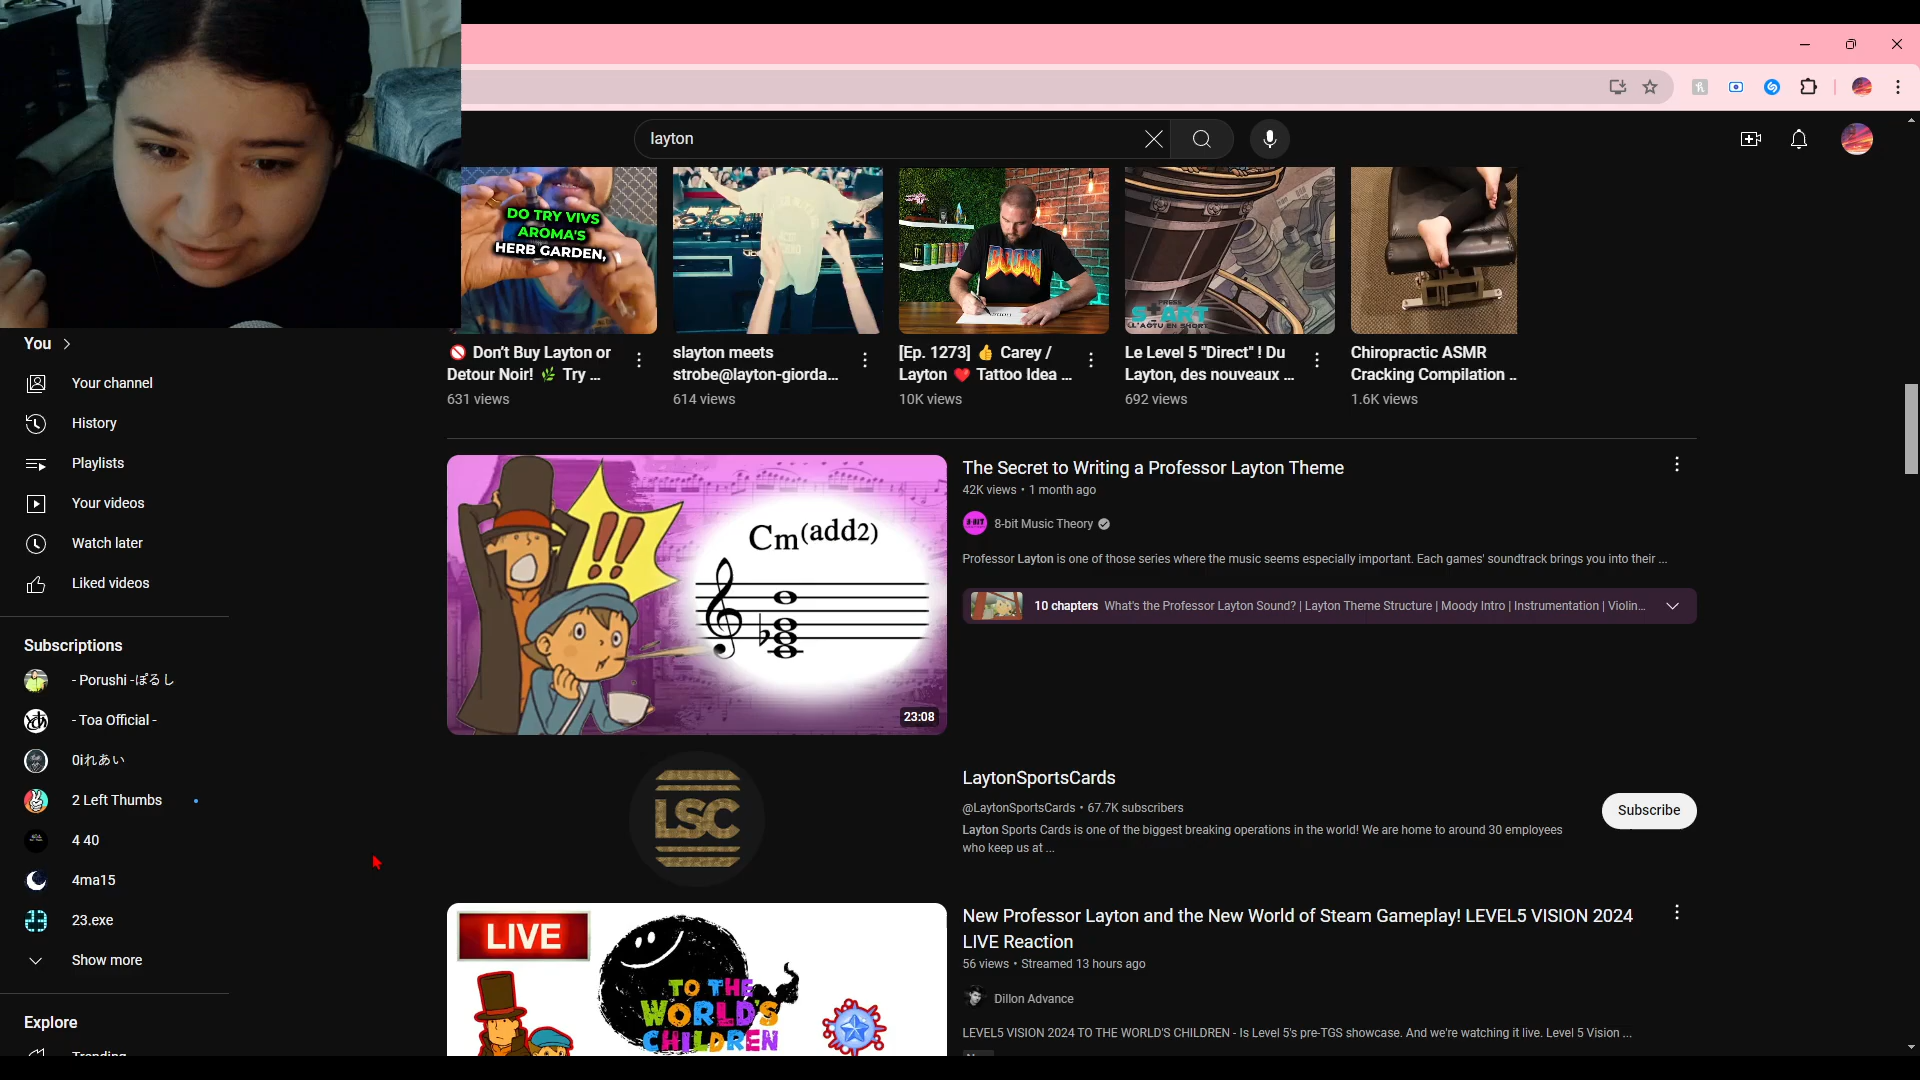 layton
DO TRY VIVS
AROMA'S
HERB GARDEN,
DOOM
PRESS
START
L'AGTU EN SHORT
🚫 Don't Buy Layton or
Detour Noir! 🌿 Try ...
631 views
slayton meets
strobe@layton-giorda...
614 views
[Ep. 1273] 👍 Carey /
Layton ❤️ Tattoo Idea ...
10K views
Le Level 5 "Direct" ! Du
Layton, des nouveaux ...
692 views
Chiropractic ASMR
Cracking Compilation ..
1.6K views
You
Your channel
History
Playlists
Your videos
Watch later
Liked videos
Subscriptions
- Porushi -ぽるし
- Toa Official -
0iれあい
2 Left Thumbs
4 40
4ma15
23.exe
Show more
Explore
Trending
!!
Cm(add2)
23:08
The Secret to Writing a Professor Layton Theme
42K views • 1 month ago
8-bit Music Theory
Professor Layton is one of those series where the music seems especially important. Each games' soundtrack brings you into their ...
10 chapters What's the Professor Layton Sound? | Layton Theme Structure | Moody Intro | Instrumentation | Violin...
LSC
LaytonSportsCards
@LaytonSportsCards • 67.7K subscribers
Layton Sports Cards is one of the biggest breaking operations in the world! We are home to around 30 employees
who keep us at ...
Subscribe
LIVE
TO THE
WORLD'S
CHILDREN
New Professor Layton and the New World of Steam Gameplay! LEVEL5 VISION 2024
LIVE Reaction
56 views • Streamed 13 hours ago
Dillon Advance
LEVEL5 VISION 2024 TO THE WORLD'S CHILDREN - Is Level 5's pre-TGS showcase. And we're watching it live. Level 5 Vision ...